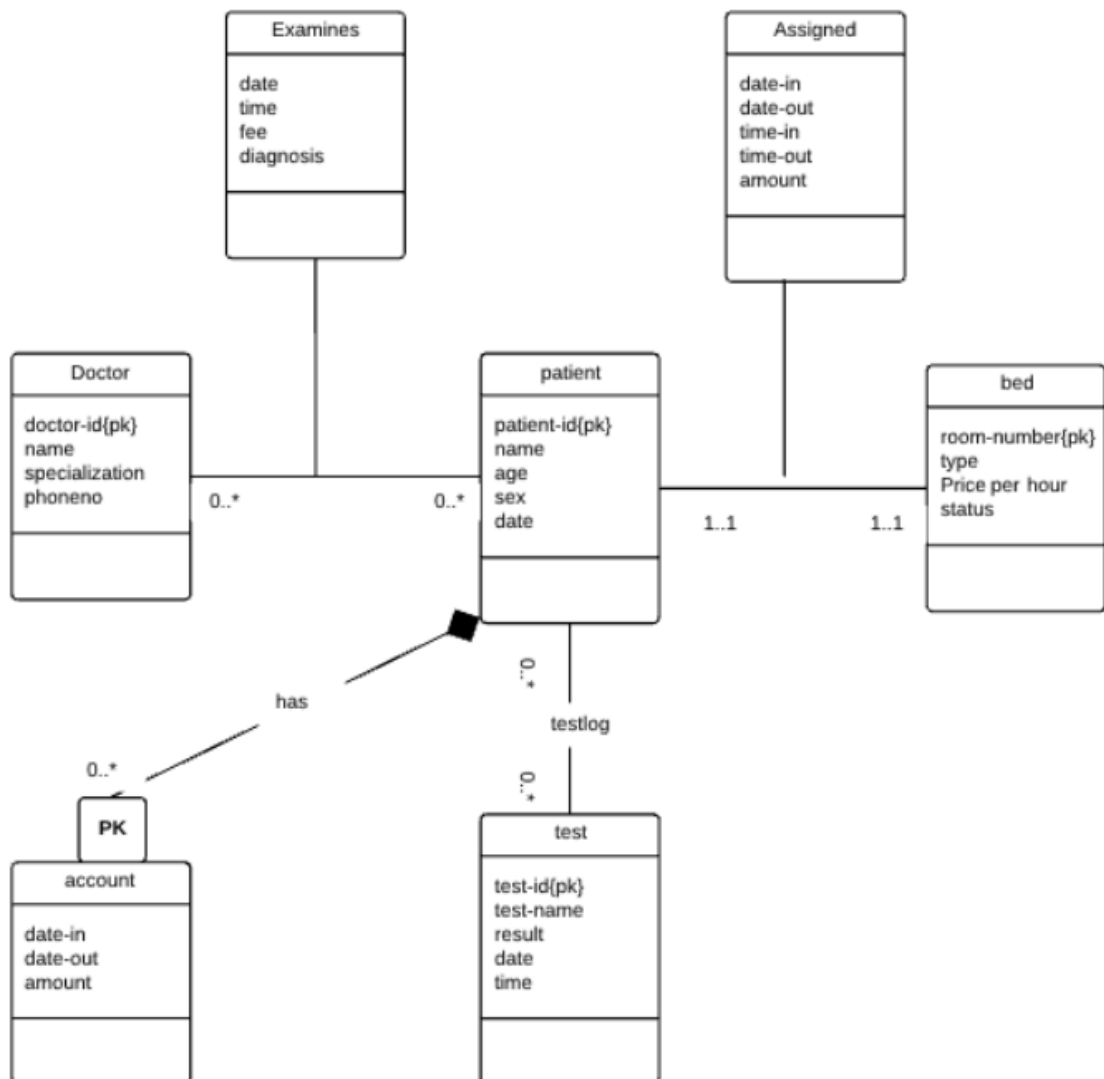 Examines
date
time
fee
diagnosis
Assigned
date-in
date-out
time-in
time-out
amount
Doctor
doctor-id{pk}
name
specialization
phoneno
0..*
0..*
patient
patient-id{pk}
name
age
sex
date
1..1
1..1
bed
room-number{pk}
type
Price per hour
status
has
0..*
PK
account
date-in
date-out
amount
0..*
testlog
0..*
test
test-id{pk}
test-name
result
date
time